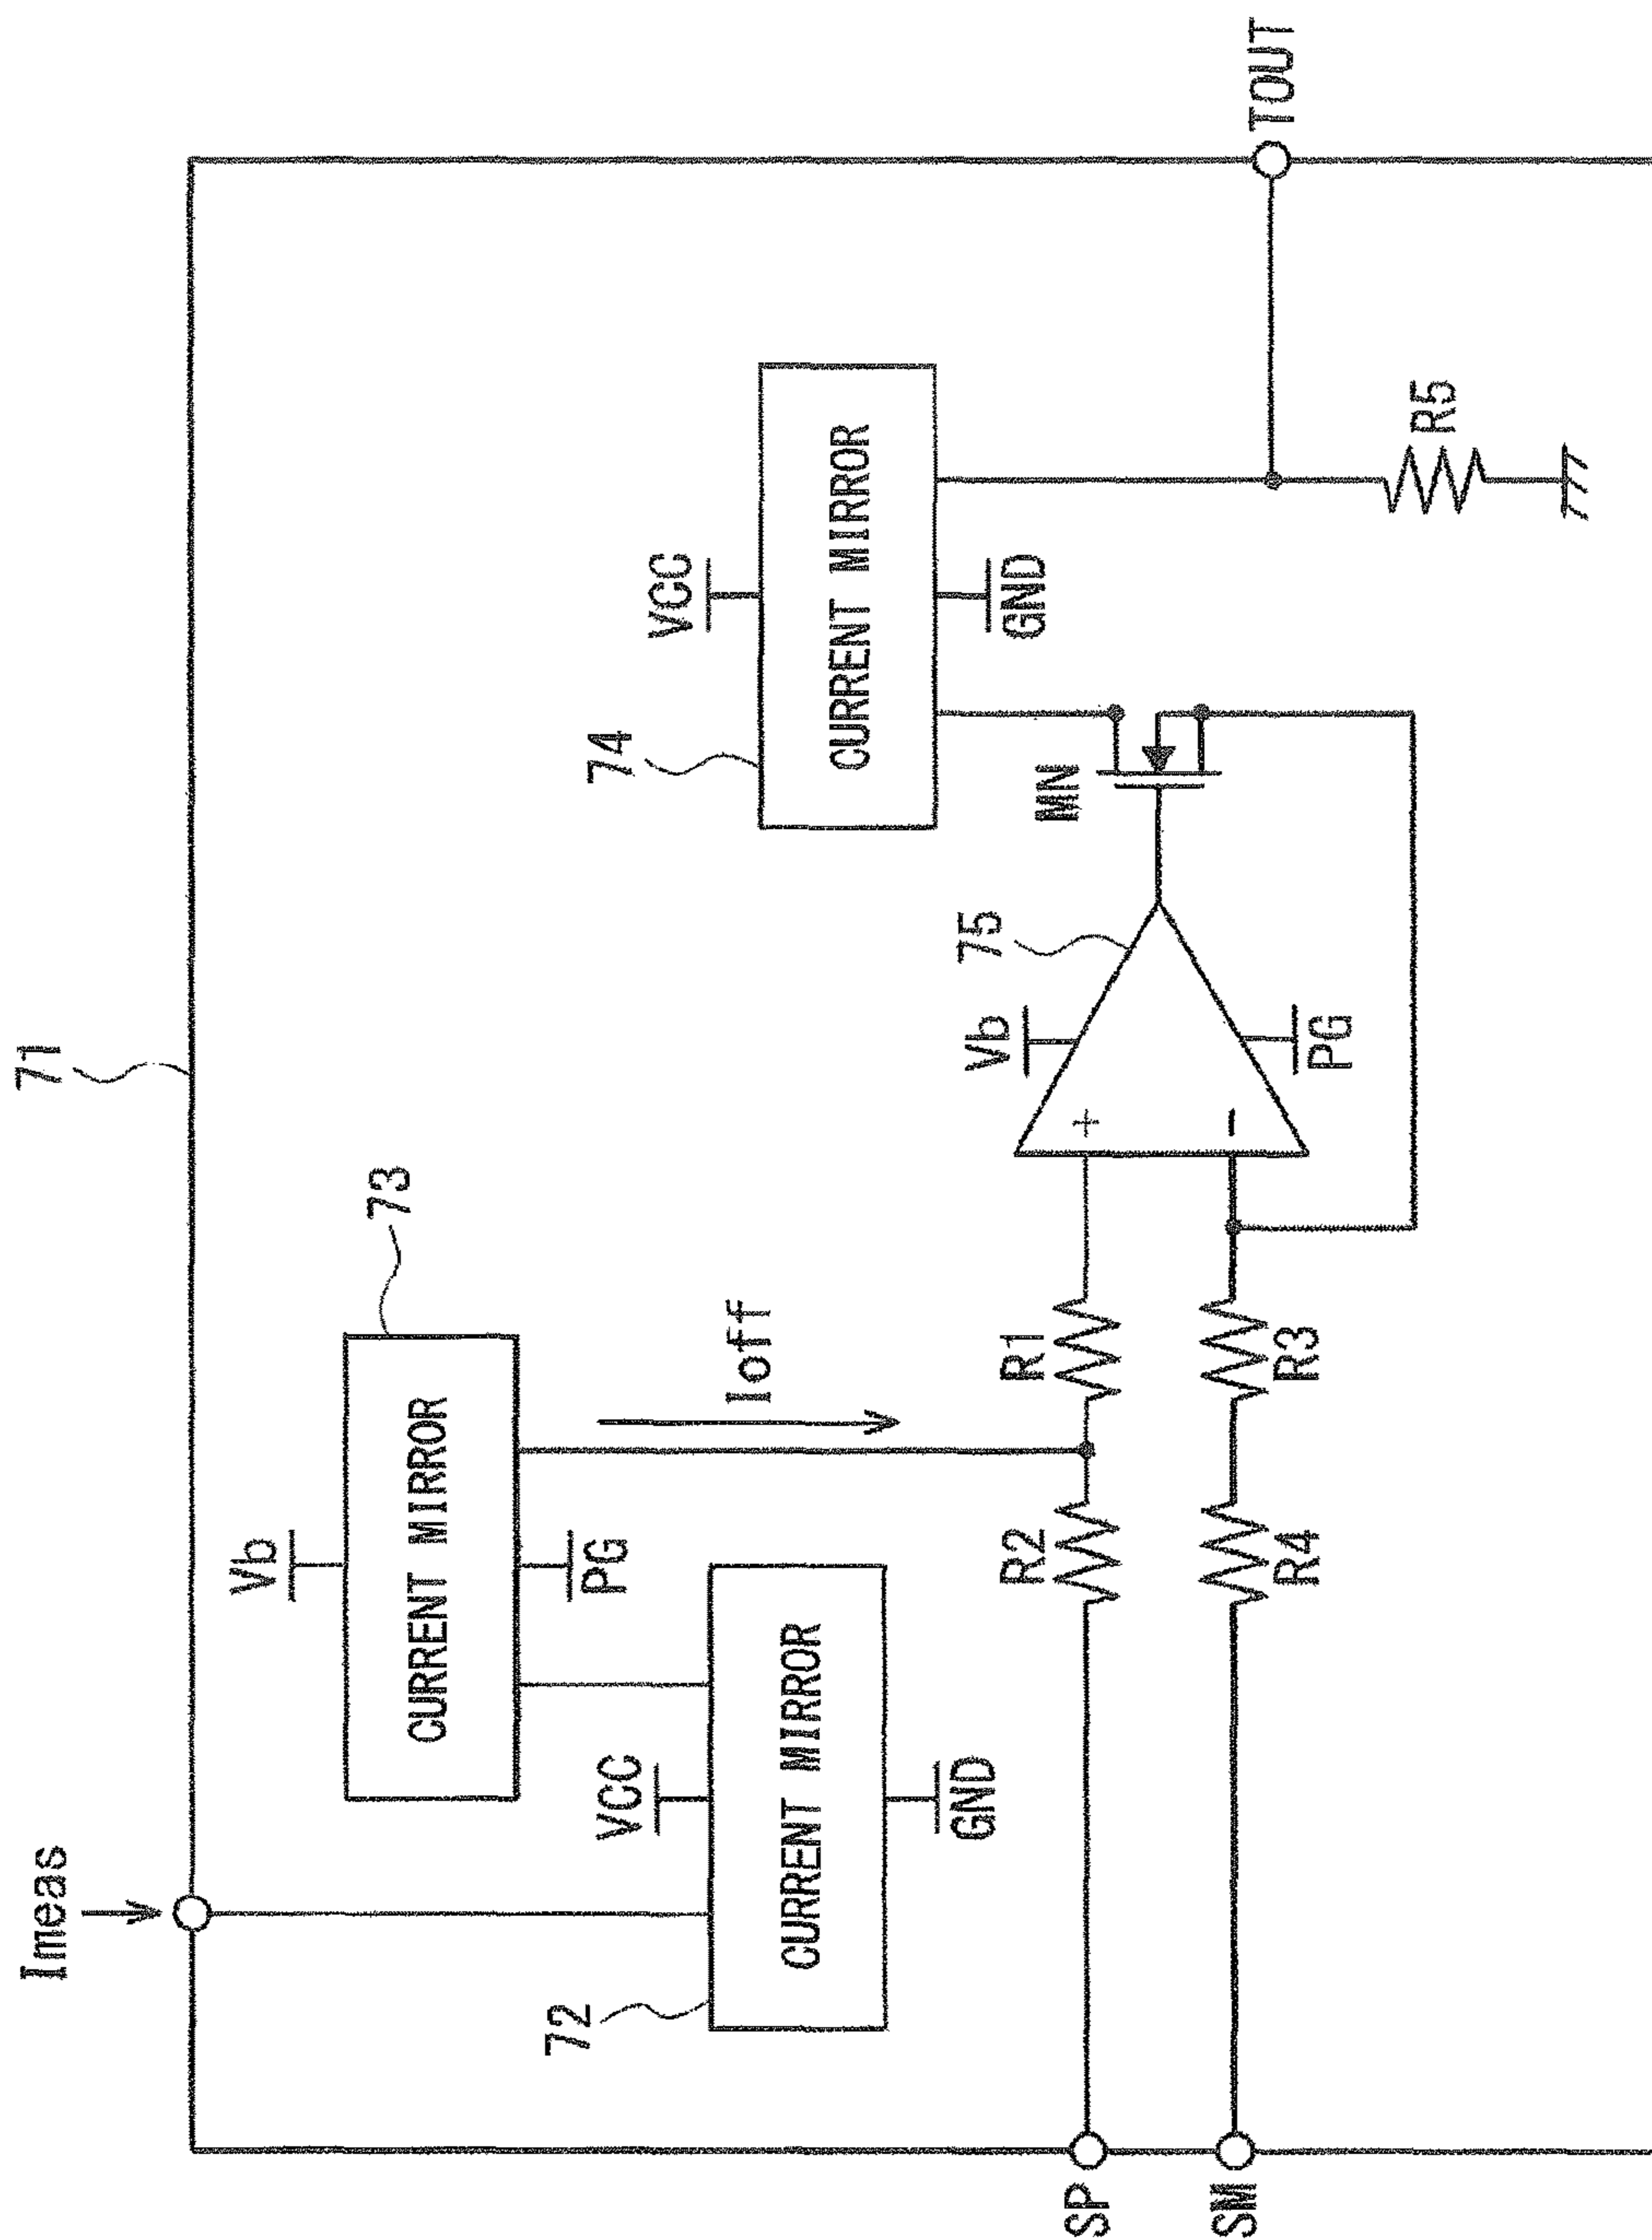 71
Imeas
Vb
CURRENT MIRROR
73
PG
VCC
CURRENT MIRROR
72
GND
Ioff
VCC
74
CURRENT MIRROR
GND
SP
R2
R1
SM
R4
R3
+
-
Vb
75
PG
MN
TOUT
R5